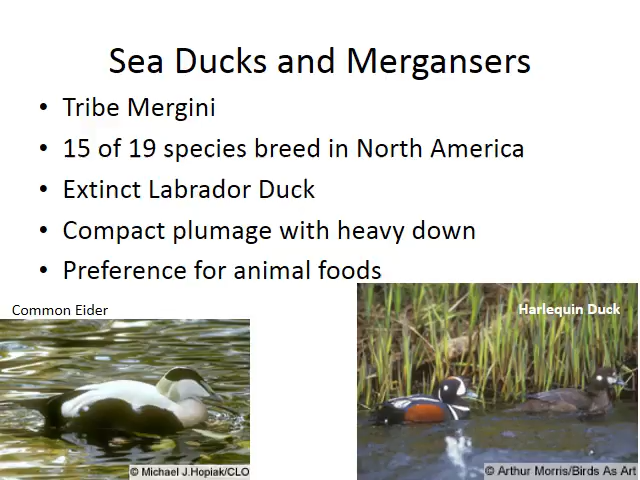 Sea Ducks and Mergansers
• Tribe Mergini
• 15 of 19 species breed in North America
• Extinct Labrador Duck
• Compact plumage with heavy down
• Preference for animal foods
Common Eider
Harlequin Duck
© Michael J.Hopiak/CLO
© Arthur Morris/Birds As Art